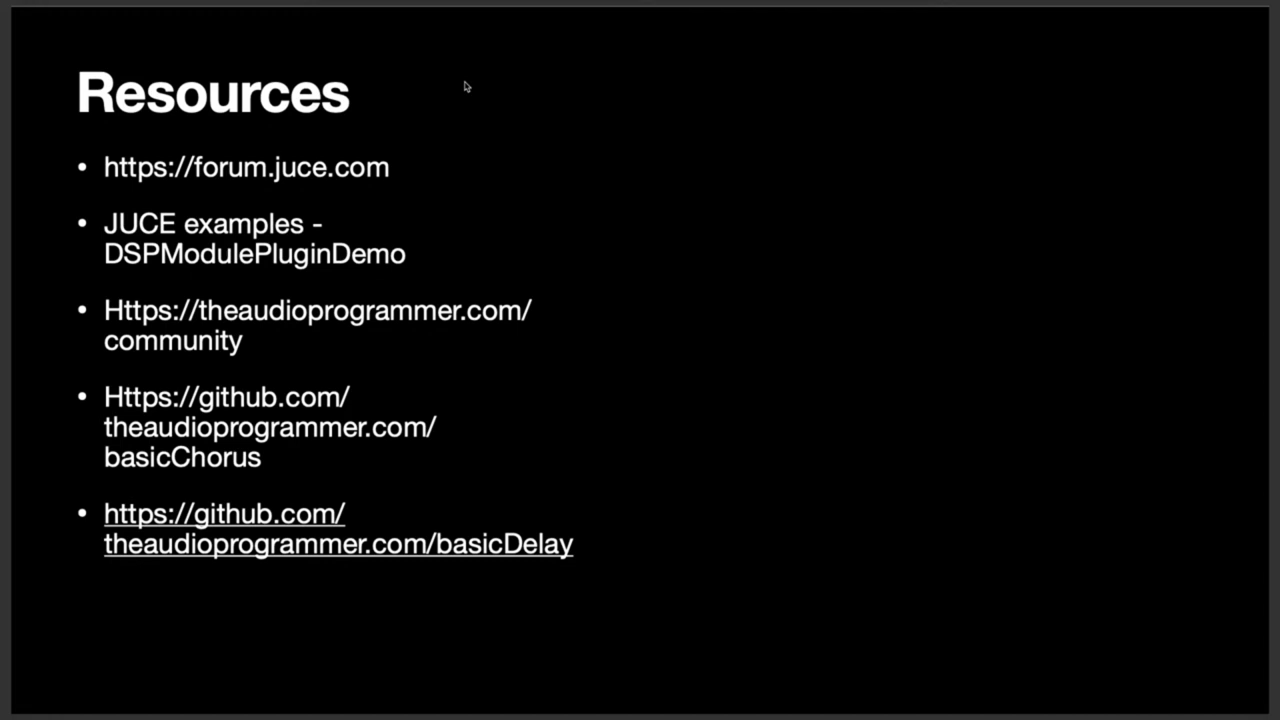 Resources
• https://forum.juce.com
• JUCE examples -
DSPModulePluginDemo
• Https://theaudioprogrammer.com/
community
• Https://github.com/
theaudioprogrammer.com/
basicChorus
• https://github.com/
theaudioprogrammer.com/basicDelay